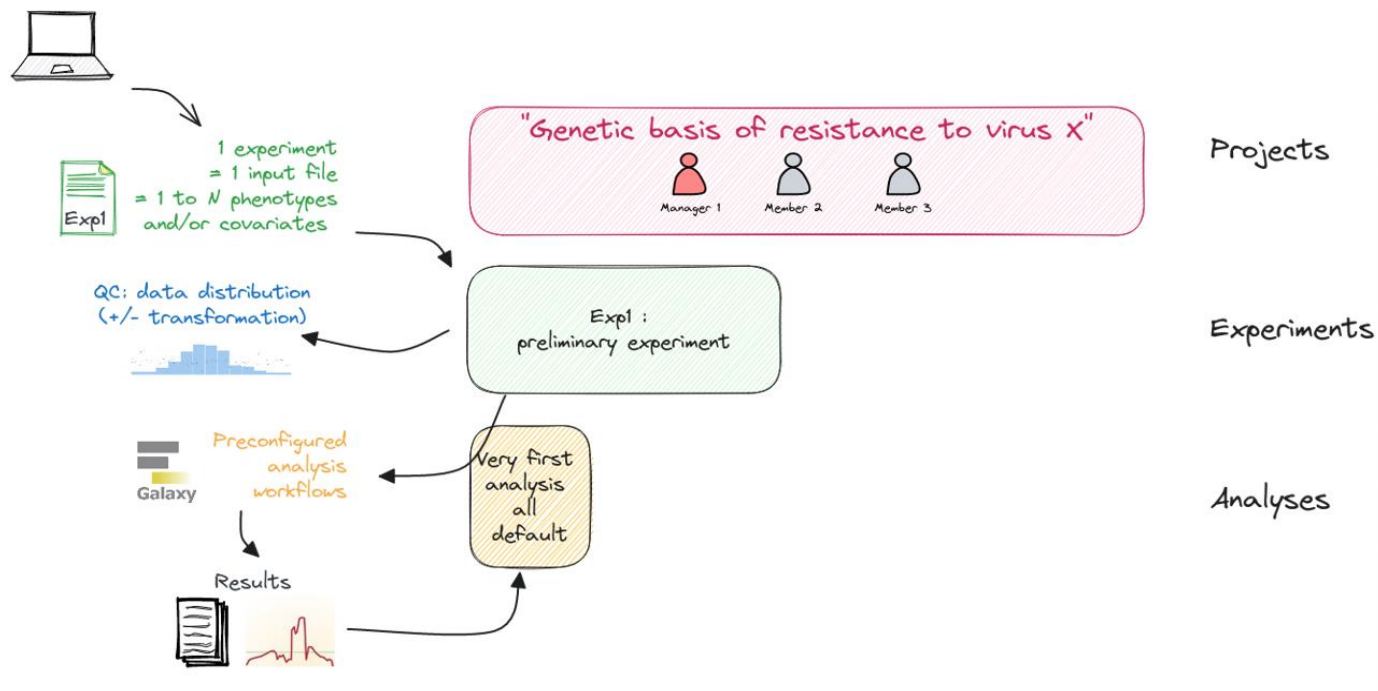 "Genetic basis of resistance to virus X"
Manager 1
Member 2
Member 3
Projects
1 experiment
= 1 input file
= 1 to N phenotypes
and/or covariates
Exp1
QC: data distribution
(+/- transformation)
Exp1 :
preliminary experiment
Experiments
Preconfigured
analysis
workflows
Galaxy
Very first
analysis
all
default
Analyses
Results